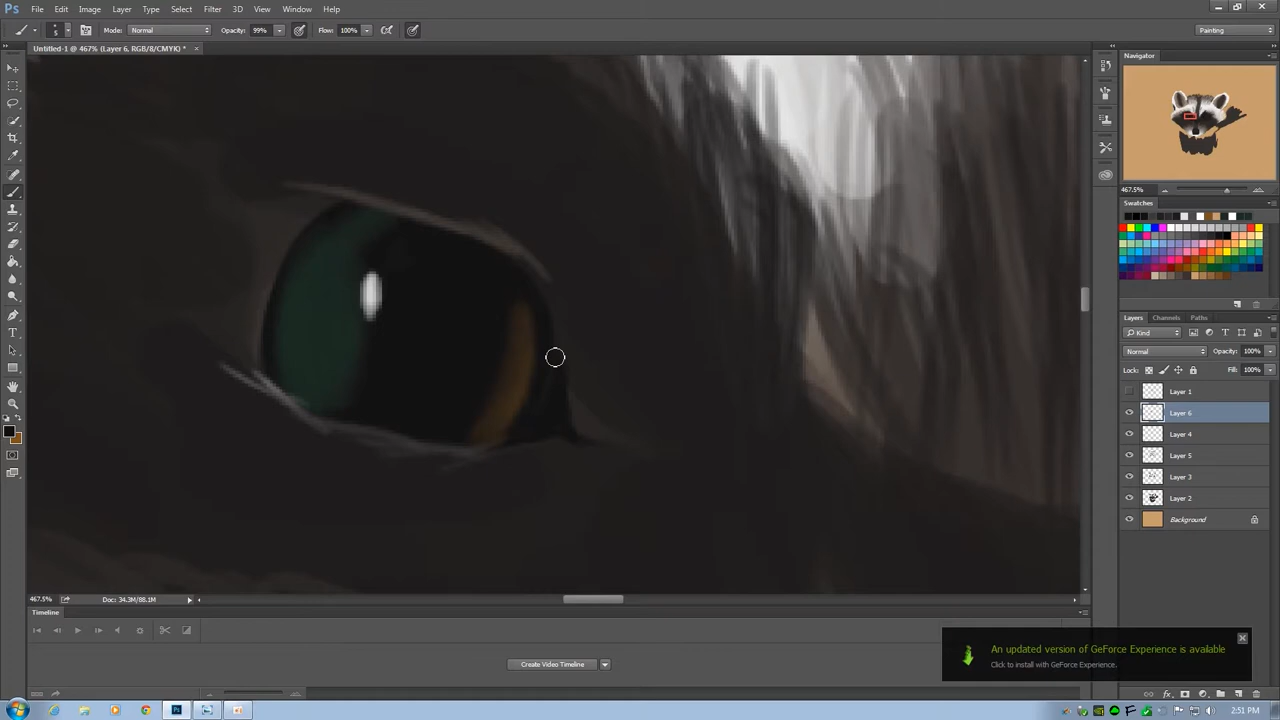 Ps File Edit Image Layer Type Select Filter 3D View Window Help
5 Mode: Normal Opacity: 99% Flow: 100% Painting
Untitled-1 @ 467% (Layer 6, RGB/8/CMYK) *
Navigator
467.5%
Swatches
Layers Channels Paths
Kind
Normal Opacity: 100%
Lock: Fill: 100%
Layer 1
Layer 6
Layer 4
Layer 5
Layer 3
Layer 2
Background
467.5% Doc: 34.3M/88.1M
Timeline
Create Video Timeline
An updated version of GeForce Experience is available
Click to install with GeForce Experience.
Ps
2:51 PM